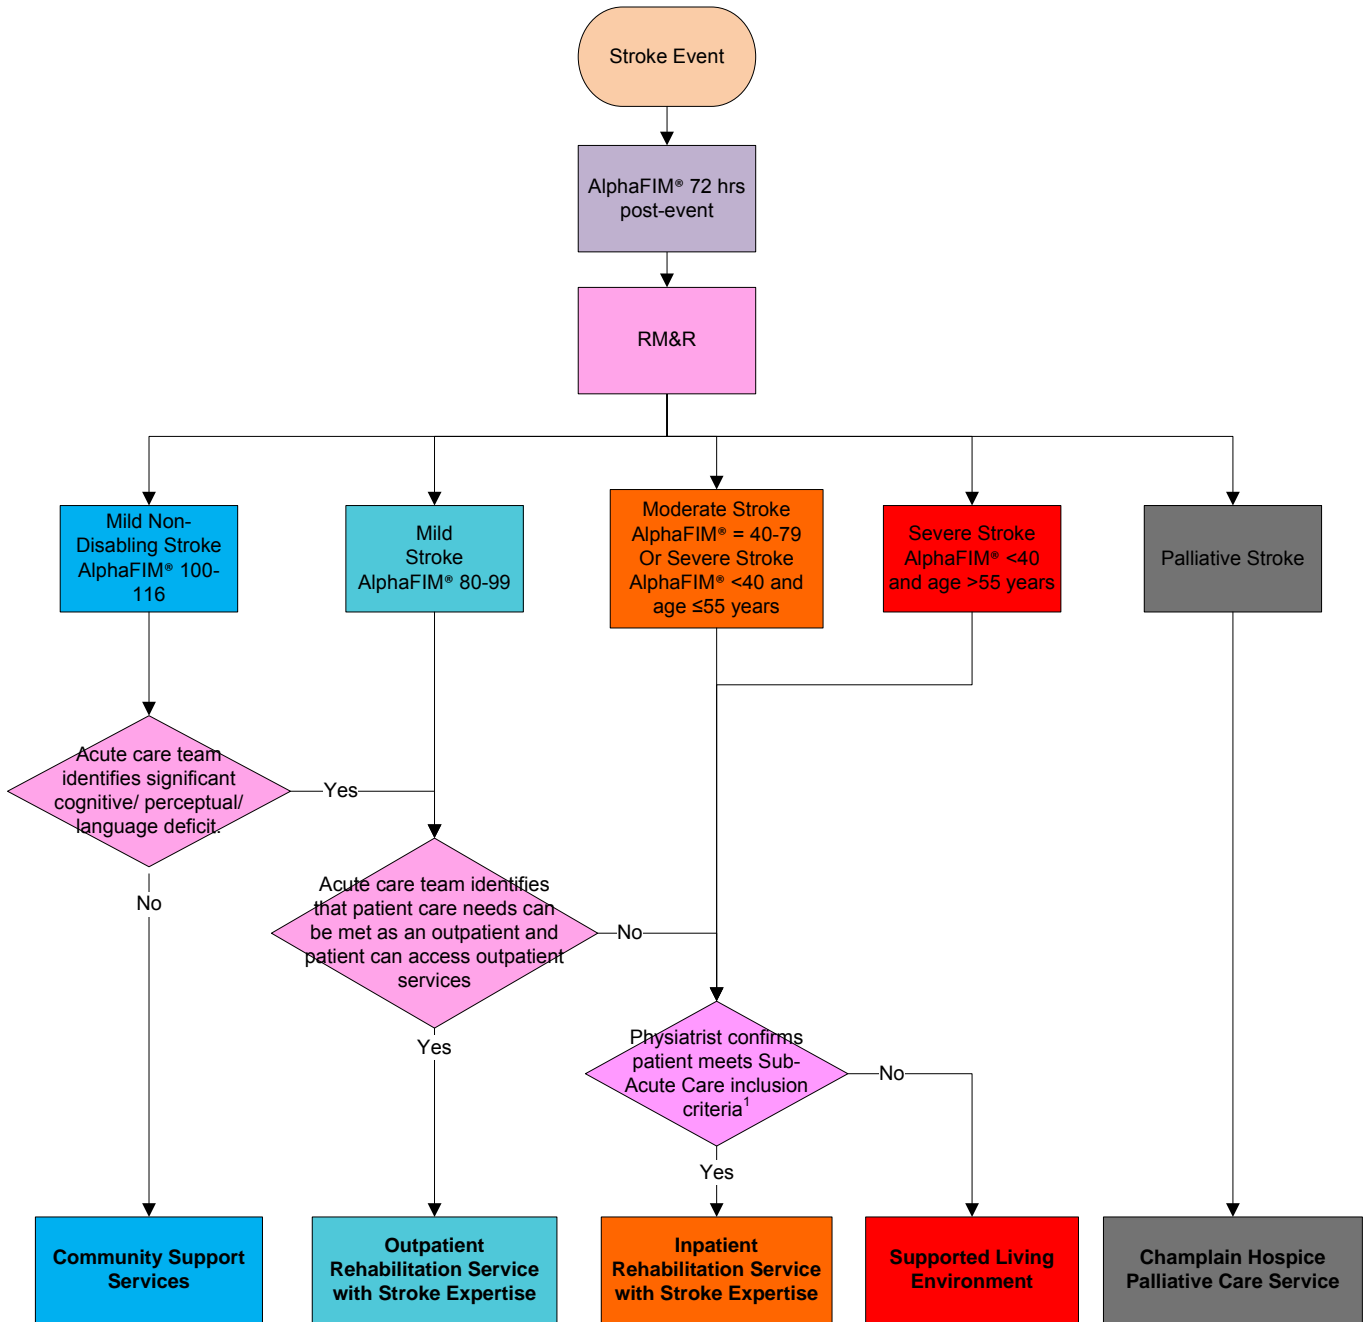 Stroke Event
AlphaFIM® 72 hrs
post-event
RM&R
Mild Non-
Disabling Stroke
AlphaFIM® 100-
116
Mild
Stroke
AlphaFIM® 80-99
Moderate Stroke
AlphaFIM® = 40-79
Or Severe Stroke
AlphaFIM® <40 and
age ≤55 years
Severe Stroke
AlphaFIM® <40
and age >55 years
Palliative Stroke
Acute care team
identifies significant
cognitive/ perceptual/
language deficit.
Yes
No
Acute care team identifies
that patient care needs can
be met as an outpatient and
patient can access outpatient
services
No
Yes
Physiatrist confirms
patient meets Sub-
Acute Care inclusion
criteria¹
No
Yes
Community Support
Services
Outpatient
Rehabilitation Service
with Stroke Expertise
Inpatient
Rehabilitation Service
with Stroke Expertise
Supported Living
Environment
Champlain Hospice
Palliative Care Service